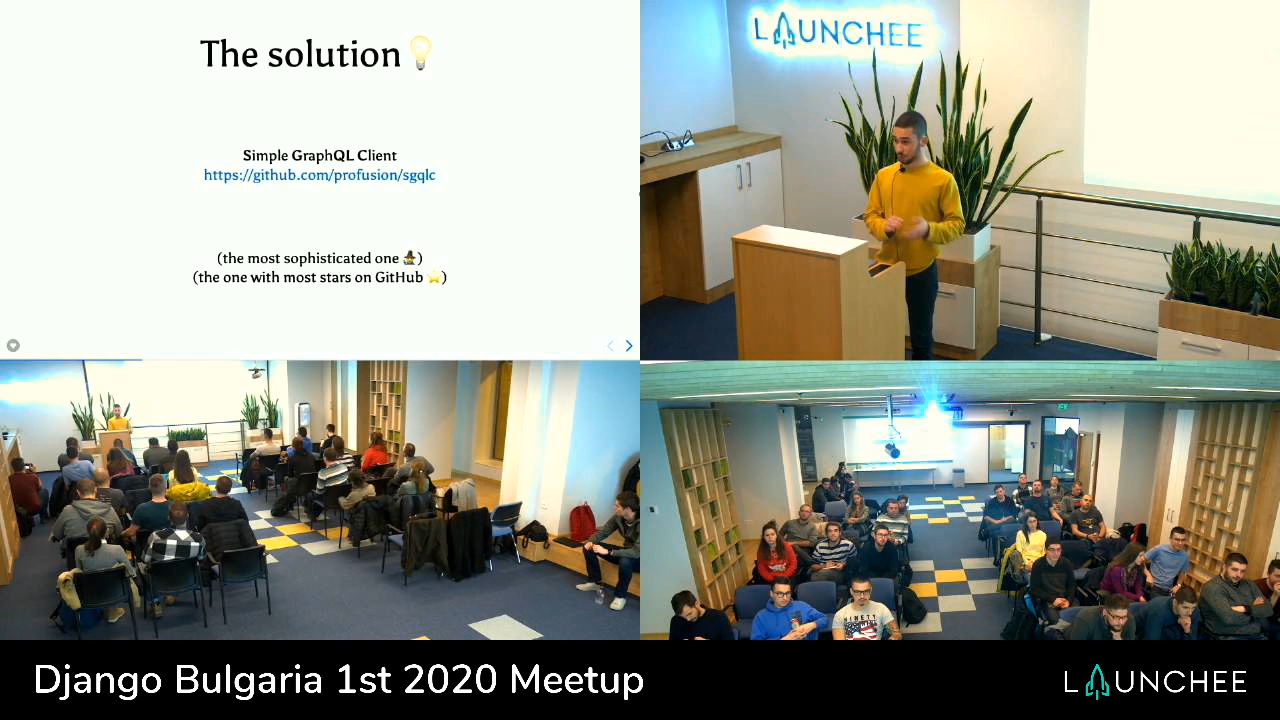 The solution💡
Simple GraphQL Client
https://github.com/profusion/sgqlc
(the most sophisticated one 🕵️)
(the one with most stars on GitHub ⭐)
LAUNCHEE
NINETY
Django Bulgaria 1st 2020 Meetup
LAUNCHEE